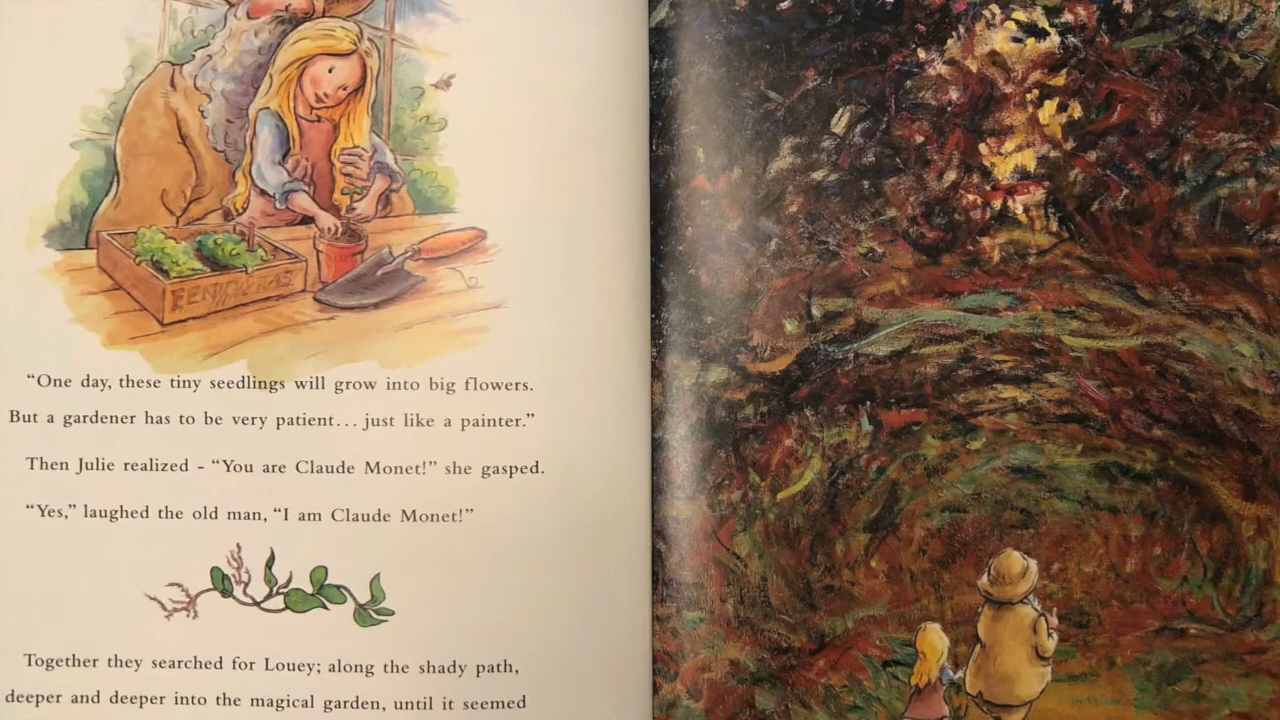 “One day, these tiny seedlings will grow into big flowers.
But a gardener has to be very patient... just like a painter.”
Then Julie realized – “You are Claude Monet!” she gasped.
“Yes,” laughed the old man, “I am Claude Monet!”
Together they searched for Louey; along the shady path,
deeper and deeper into the magical garden, until it seemed